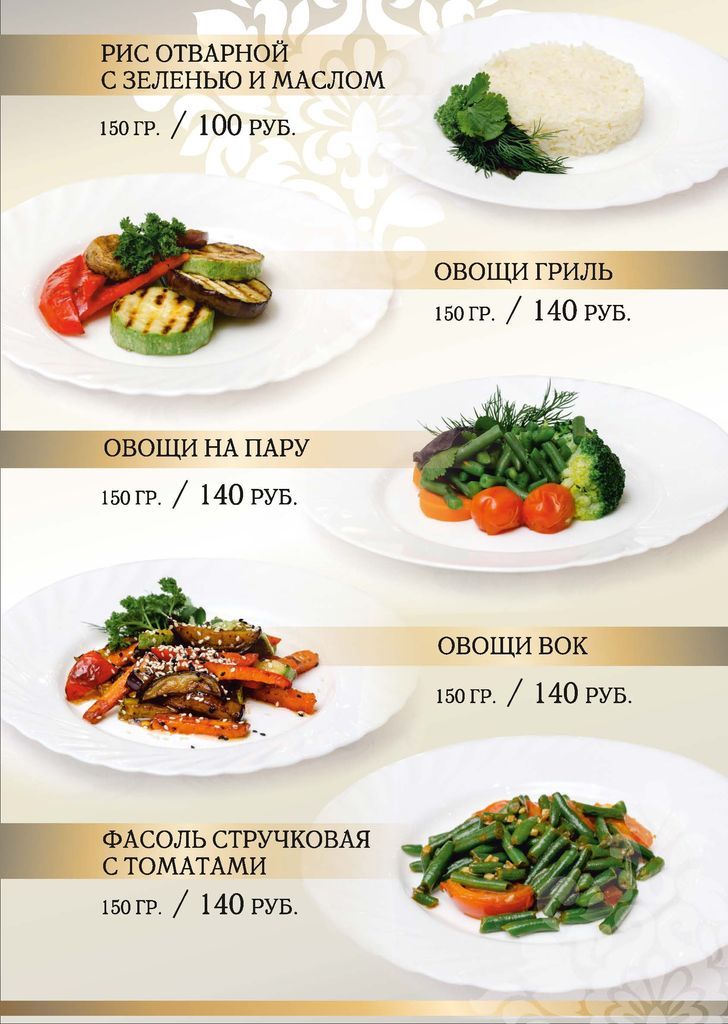 РИС ОТВАРНОЙ
С ЗЕЛЕНЬЮ И МАСЛОМ
150 ГР. / 100 РУБ.
ОВОЩИ ГРИЛЬ
150 ГР. / 140 РУБ.
ОВОЩИ НА ПАРУ
150 ГР. / 140 РУБ.
ОВОЩИ ВОК
150 ГР. / 140 РУБ.
ФАСОЛЬ СТРУЧКОВАЯ
С ТОМАТАМИ
150 ГР. / 140 РУБ.